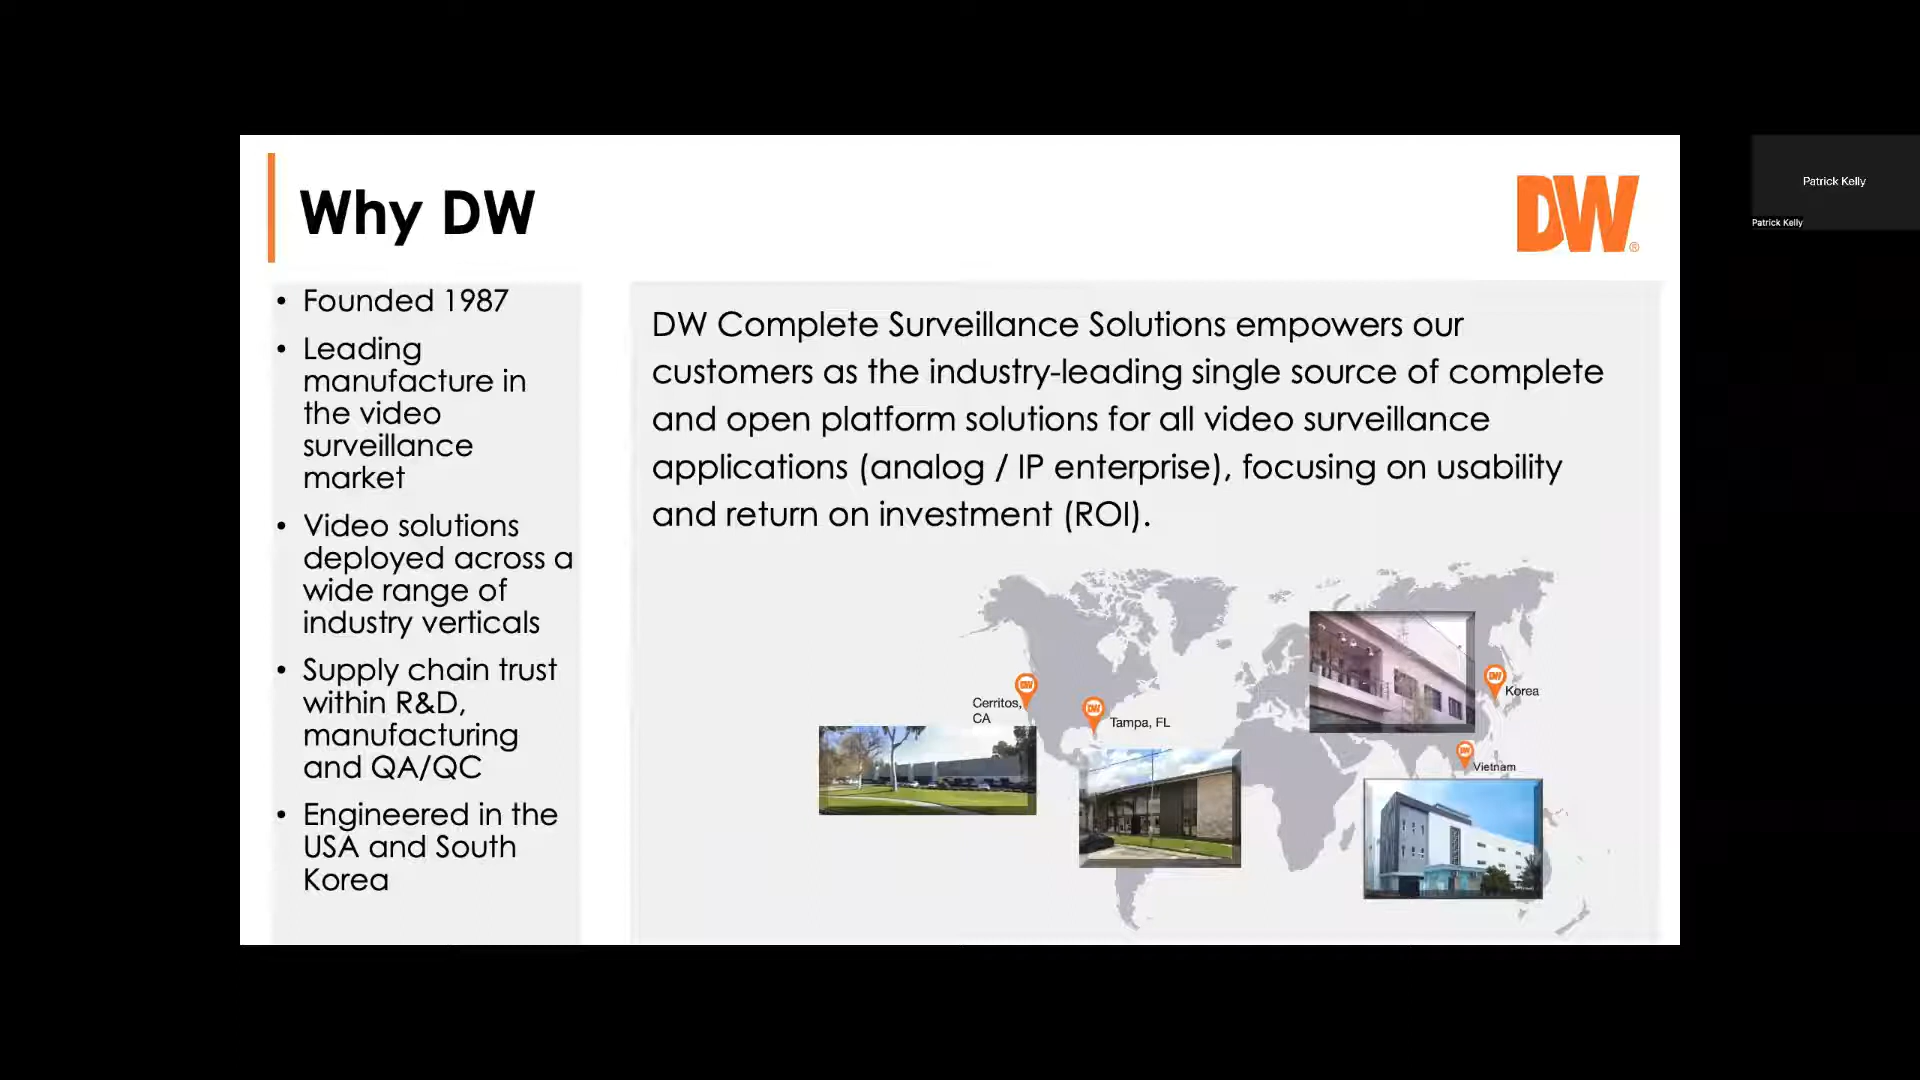 Why DW
DW®
• Founded 1987
• Leading
manufacture in
the video
surveillance
market
• Video solutions
deployed across a
wide range of
industry verticals
• Supply chain trust
within R&D,
manufacturing
and QA/QC
• Engineered in the
USA and South
Korea
DW Complete Surveillance Solutions empowers our
customers as the industry-leading single source of complete
and open platform solutions for all video surveillance
applications (analog / IP enterprise), focusing on usability
and return on investment (ROI).
DW
Cerritos,
CA
DW
Tampa, FL
DW
Korea
DW
Vietnam
Patrick Kelly
Patrick Kelly